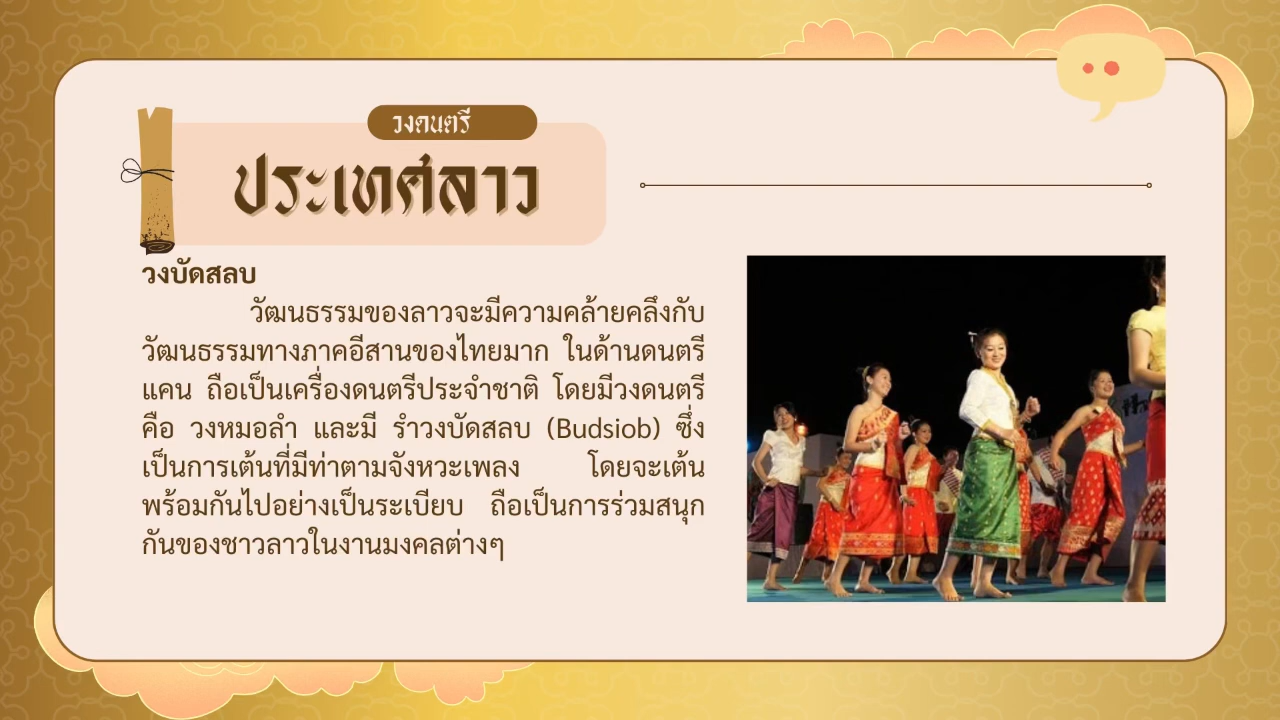 วงดนตรี
ประเทศลาว
วงบัดสลบ
วัฒนธรรมของลาวจะมีความคล้ายคลึงกับ
วัฒนธรรมทางภาคอีสานของไทยมาก ในด้านดนตรี
แคน ถือเป็นเครื่องดนตรีประจำชาติ โดยมีวงดนตรี
คือ วงหมอลำ และมี รำวงบัดสลบ (Budsiob) ซึ่ง
เป็นการเต้นที่มีท่าตามจังหวะเพลง โดยจะเต้น
พร้อมกันไปอย่างเป็นระเบียบ ถือเป็นการร่วมสนุก
กันของชาวลาวในงานมงคลต่างๆ